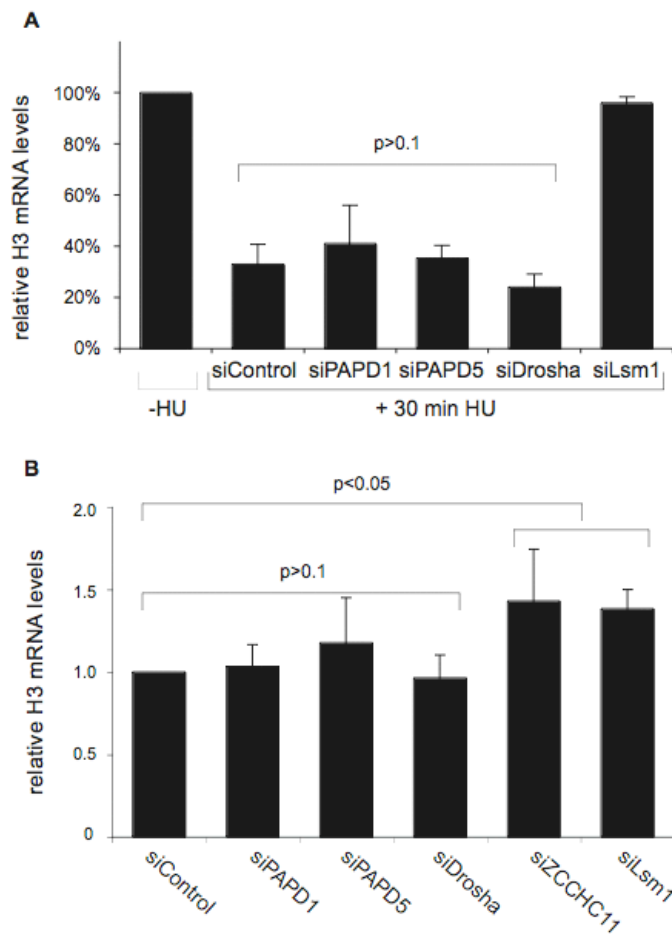 A
relative H3 mRNA levels
100%
80%
60%
40%
20%
0%
p>0.1
siControl siPAPD1 siPAPD5 siDrosha siLsm1
-HU + 30 min HU
B
relative H3 mRNA levels
2.0
1.5
1.0
0.5
0
p<0.05
p>0.1
siControl siPAPD1 siPAPD5 siDrosha siZCCHC11 siLsm1